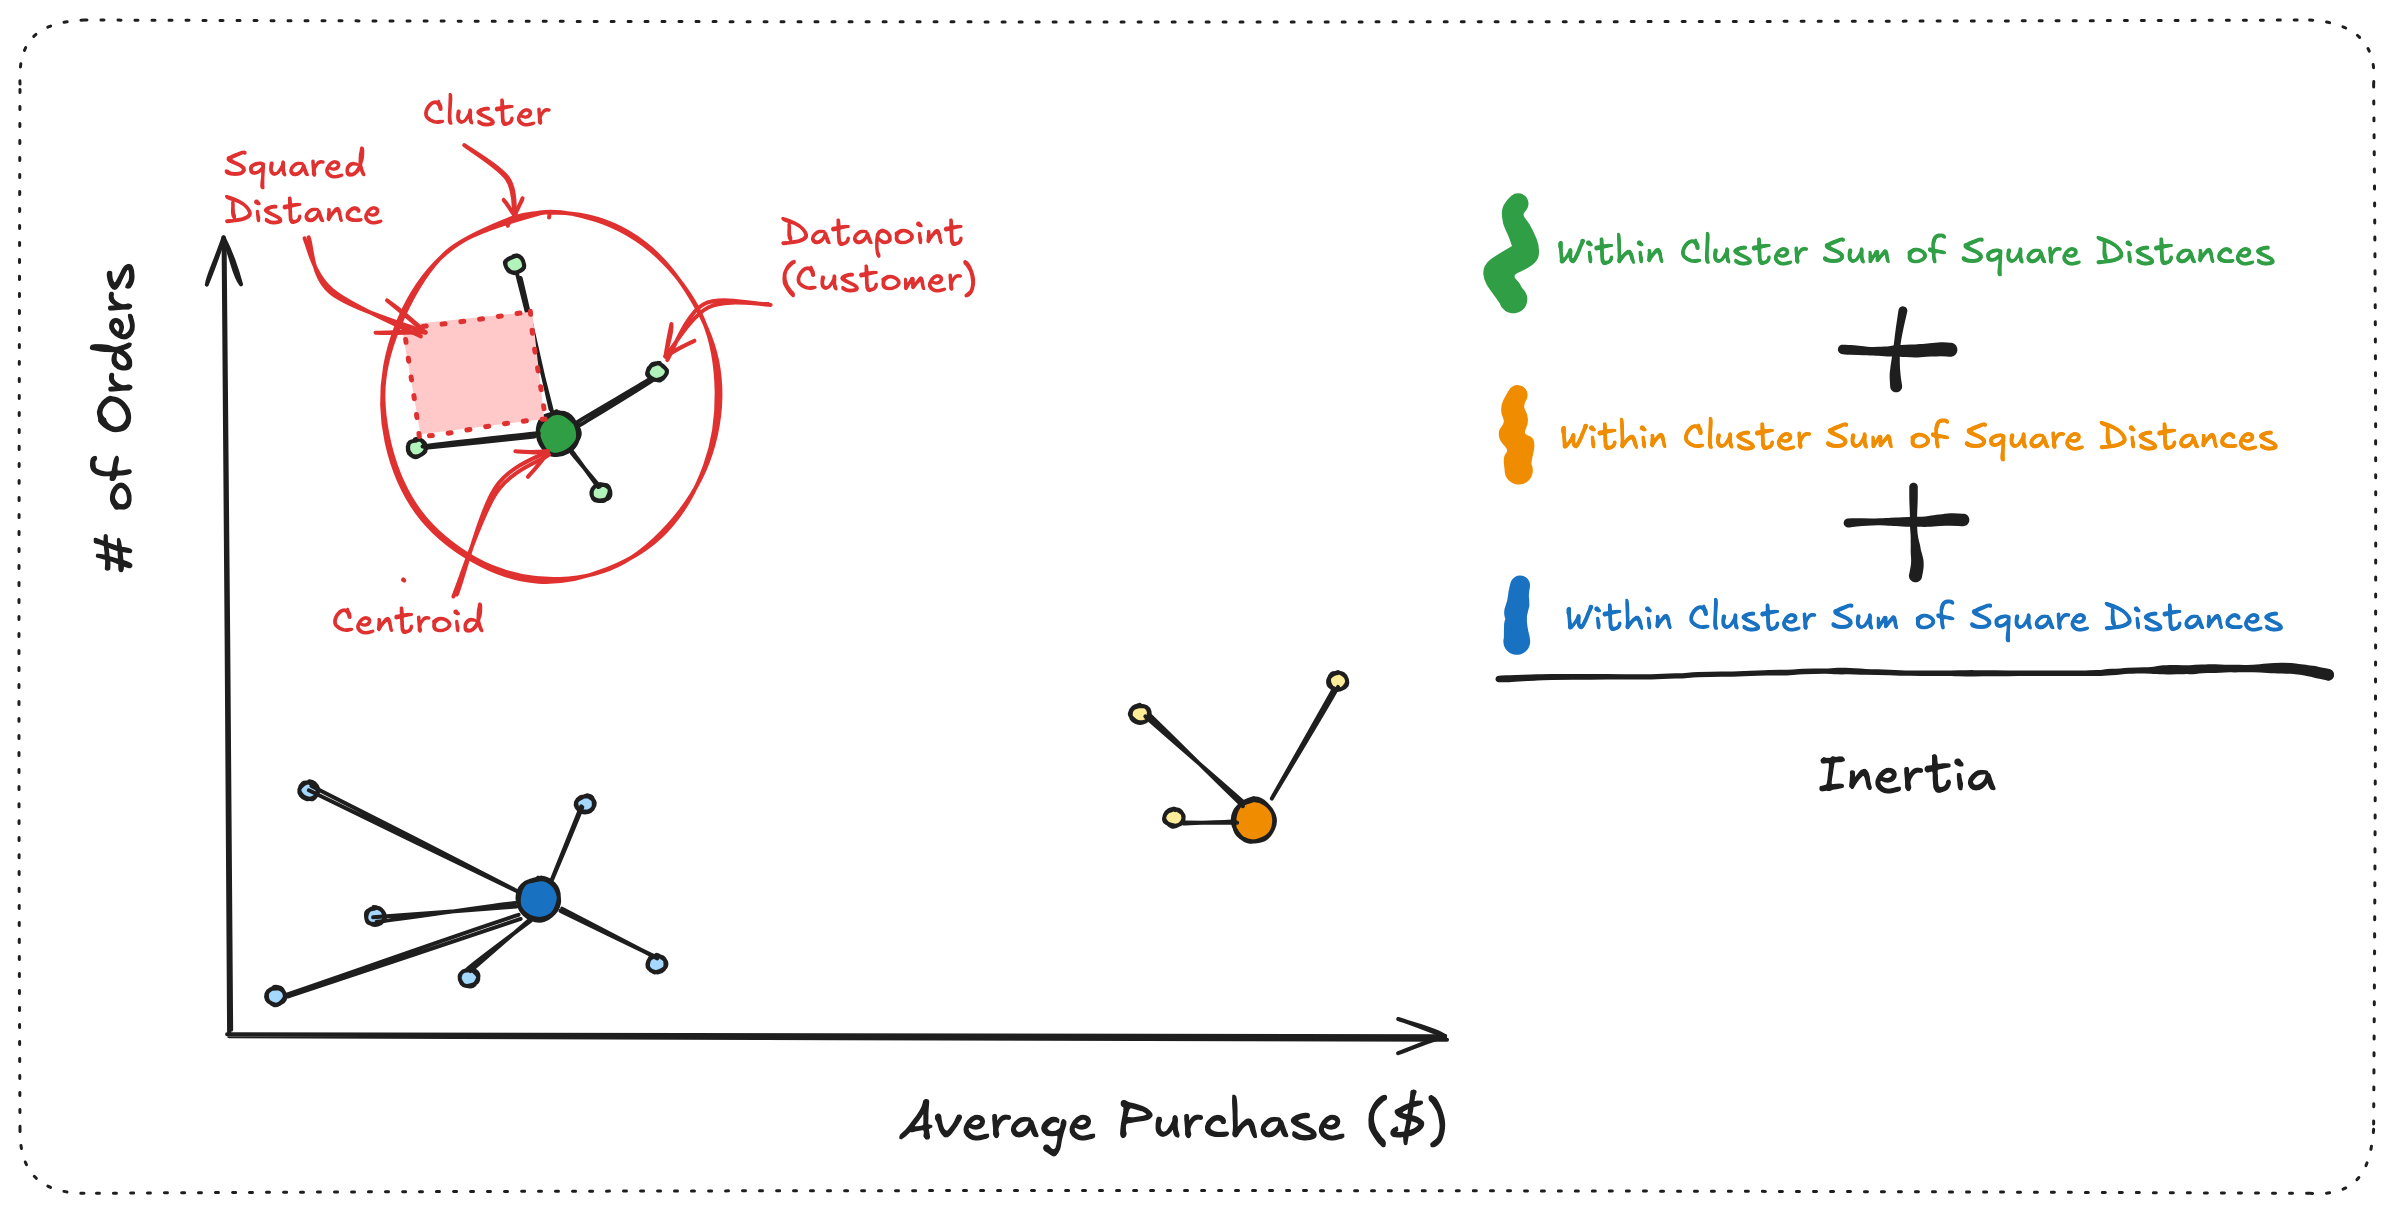 Cluster
Squared
Distance
Datapoint
(Customer)
# of Orders
Centroid
Within Cluster Sum of Square Distances
+
Within Cluster Sum of Square Distances
+
Within Cluster Sum of Square Distances
Inertia
Average Purchase ($)